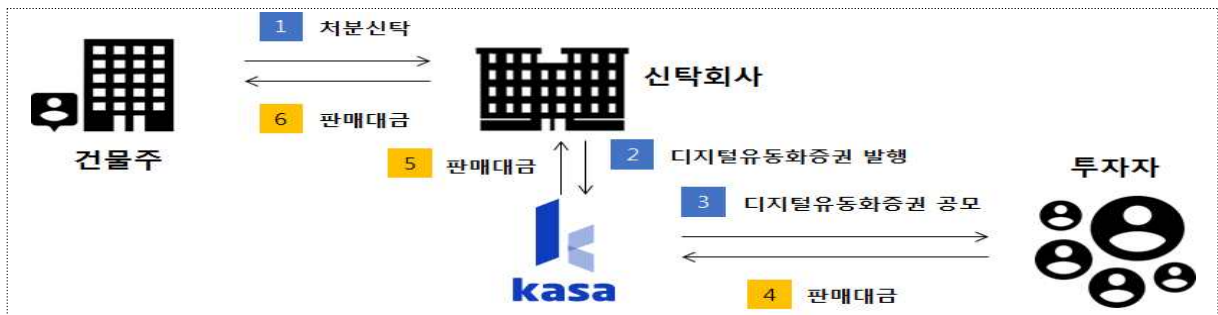 1 처분신탁
신탁회사
6 판매대금
건물주
5 판매대금
2 디지털유동화증권 발행
투자자
3 디지털유동화증권 공모
kasa
4 판매대금